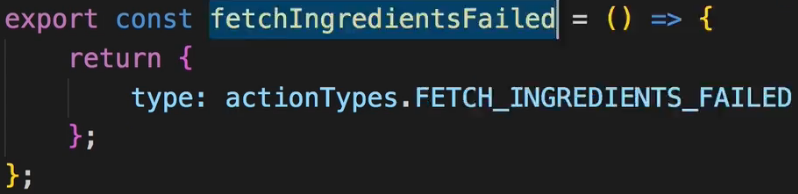 export const fetchIngredientsFailed = () => {
    return {
        type: actionTypes.FETCH_INGREDIENTS_FAILED
    };
};